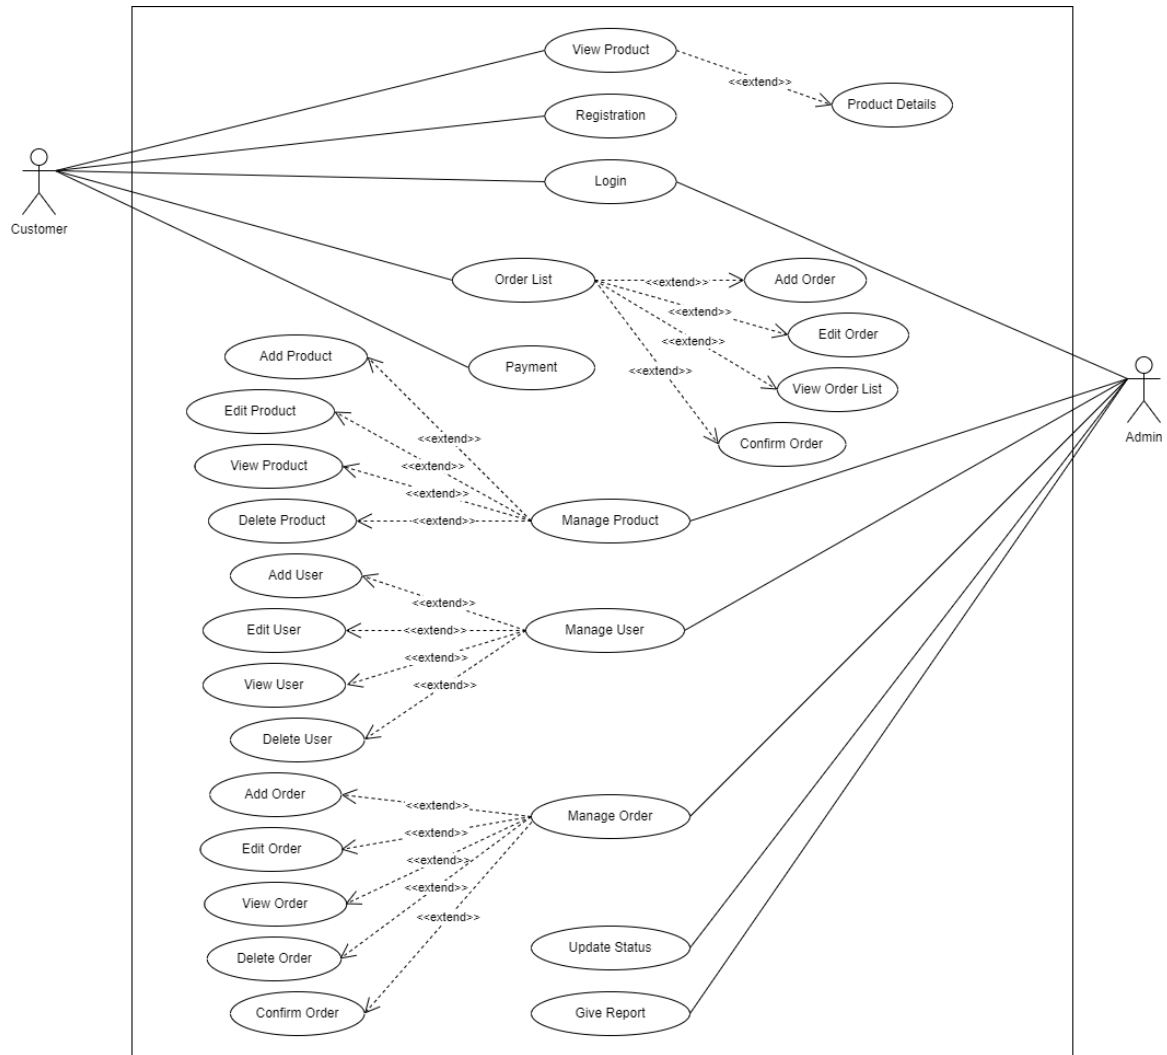 View Product
<<extend>>
Product Details
Registration
Login
Customer
Order List
<<extend>>
Add Order
<<extend>>
Edit Order
<<extend>>
View Order List
<<extend>>
Confirm Order
Payment
Admin
Add Product
<<extend>>
Edit Product
<<extend>>
View Product
<<extend>>
Delete Product
<<extend>>
Manage Product
Add User
<<extend>>
Edit User
<<extend>>
Manage User
View User
<<extend>>
Delete User
<<extend>>
Add Order
<<extend>>
Manage Order
Edit Order
<<extend>>
View Order
<<extend>>
Delete Order
<<extend>>
Confirm Order
<<extend>>
Update Status
Give Report